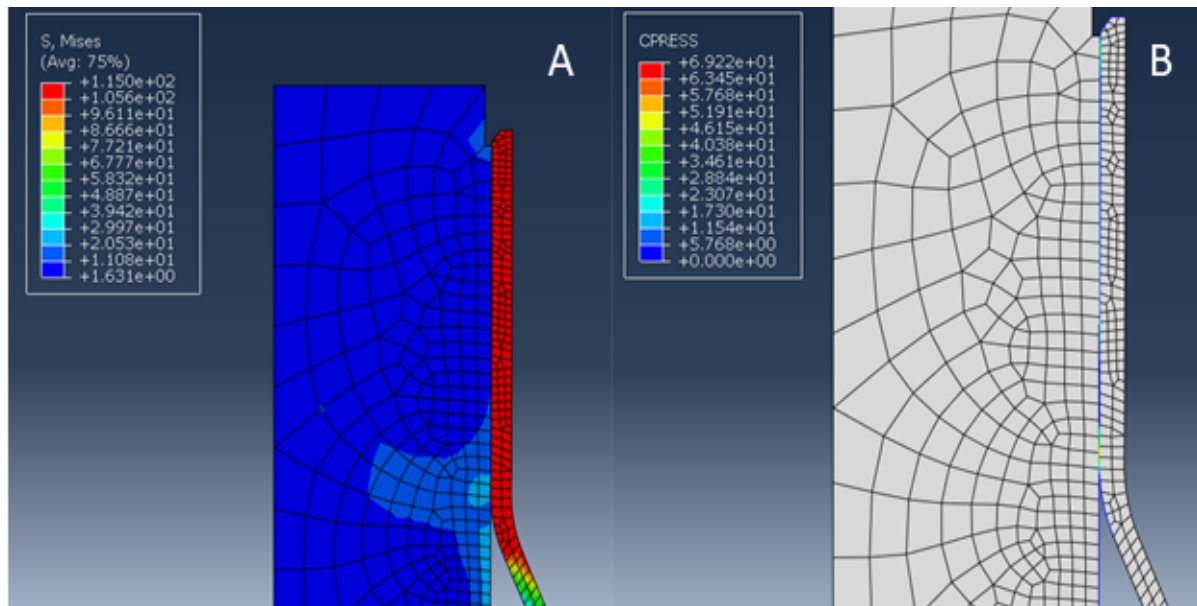 S, Mises
(Avg: 75%)
+1.150e+02
+1.056e+02
+9.611e+01
+8.666e+01
+7.721e+01
+6.777e+01
+5.832e+01
+4.887e+01
+3.942e+01
+2.997e+01
+2.053e+01
+1.108e+01
+1.631e+00
A
CPRESS
+6.922e+01
+6.345e+01
+5.768e+01
+5.191e+01
+4.615e+01
+4.038e+01
+3.461e+01
+2.884e+01
+2.307e+01
+1.730e+01
+1.154e+01
+5.768e+00
+0.000e+00
B